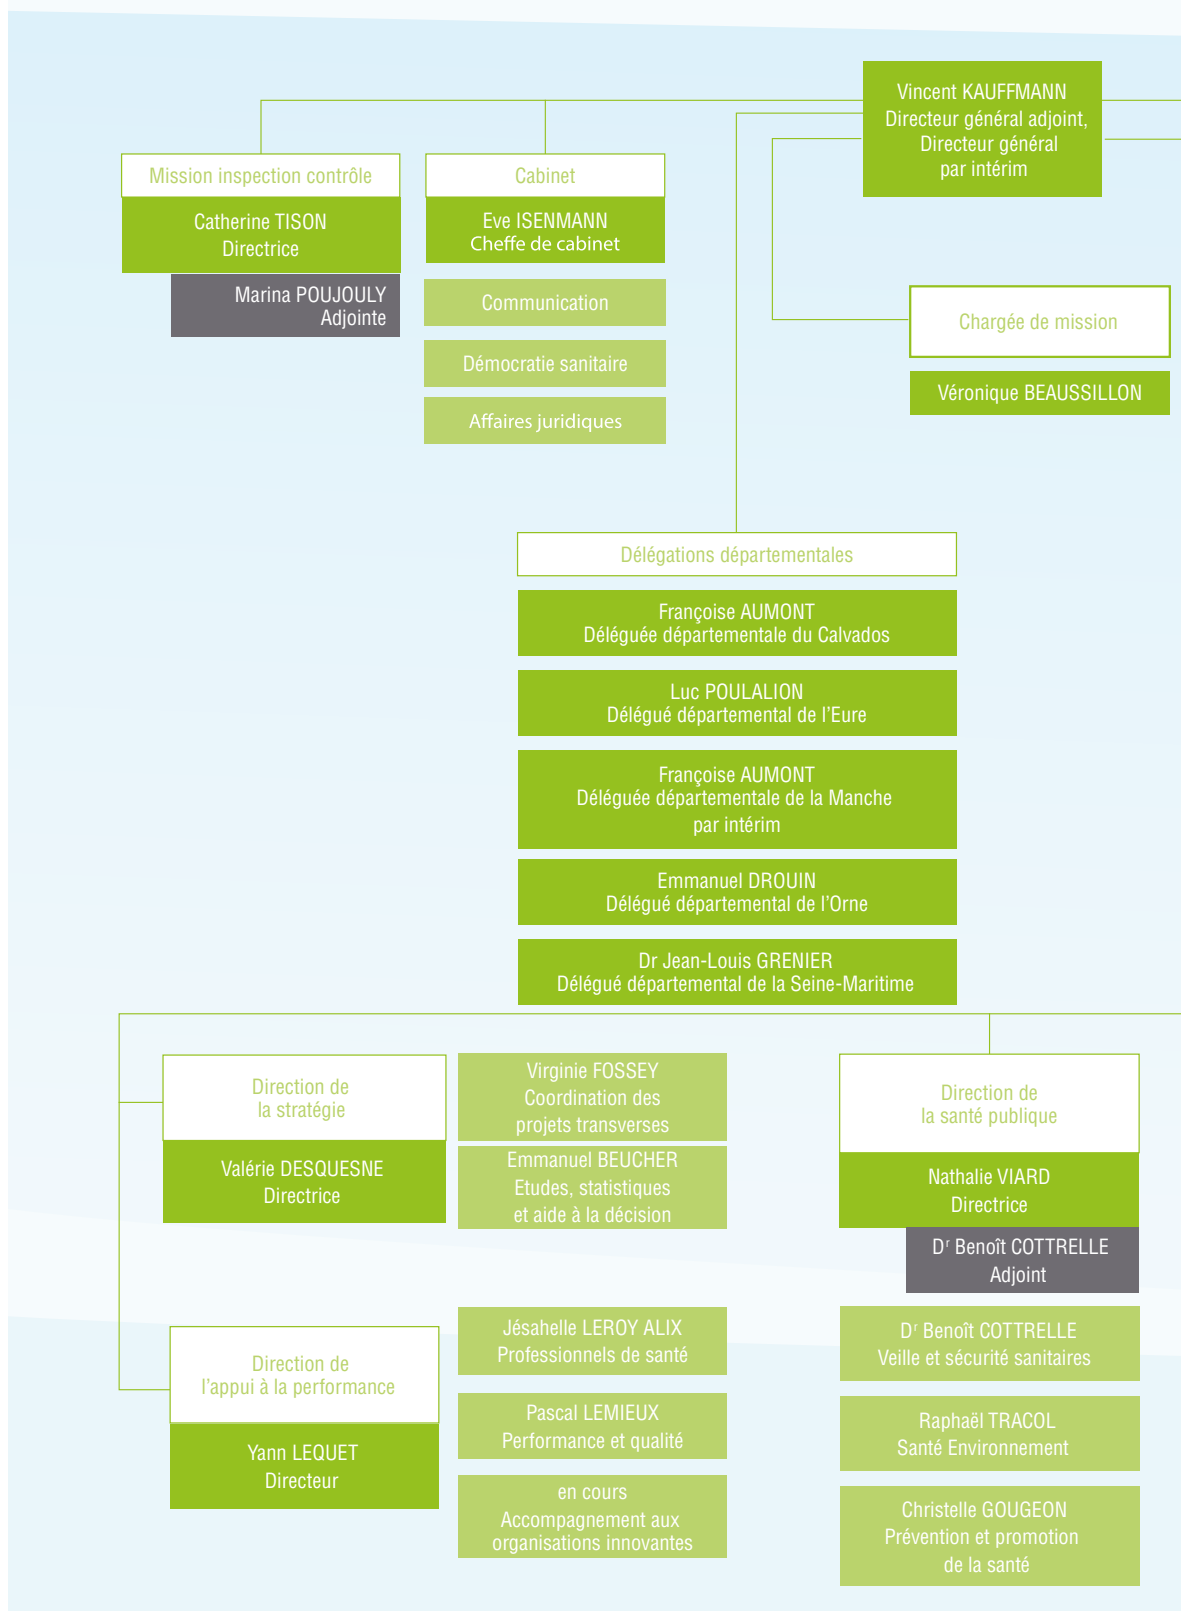 Vincent KAUFFMANN
Directeur général adjoint,
Directeur général
par intérim
Mission inspection contrôle
Catherine TISON
Directrice
Marina POUJOULY
Adjointe
Cabinet
Eve ISENMANN
Cheffe de cabinet
Communication
Démocratie sanitaire
Affaires juridiques
Chargée de mission
Véronique BEAUSSILLON
Délégations départementales
Françoise AUMONT
Déléguée départementale du Calvados
Luc POULALION
Délégué départemental de l’Eure
Françoise AUMONT
Déléguée départementale de la Manche
par intérim
Emmanuel DROUIN
Délégué départemental de l’Orne
Dr Jean-Louis GRENIER
Délégué départemental de la Seine-Maritime
Direction de
la stratégie
Valérie DESQUESNE
Directrice
Virginie FOSSEY
Coordination des
projets transverses
Emmanuel BEUCHER
Etudes, statistiques
et aide à la décision
Direction de
l’appui à la performance
Yann LEQUET
Directeur
Jésahelle LEROY ALIX
Professionnels de santé
Pascal LEMIEUX
Performance et qualité
en cours
Accompagnement aux
organisations innovantes
Direction de
la santé publique
Nathalie VIARD
Directrice
Dʳ Benoît COTTRELLE
Adjoint
Dʳ Benoît COTTRELLE
Veille et sécurité sanitaires
Raphaël TRACOL
Santé Environnement
Christelle GOUGEON
Prévention et promotion
de la santé